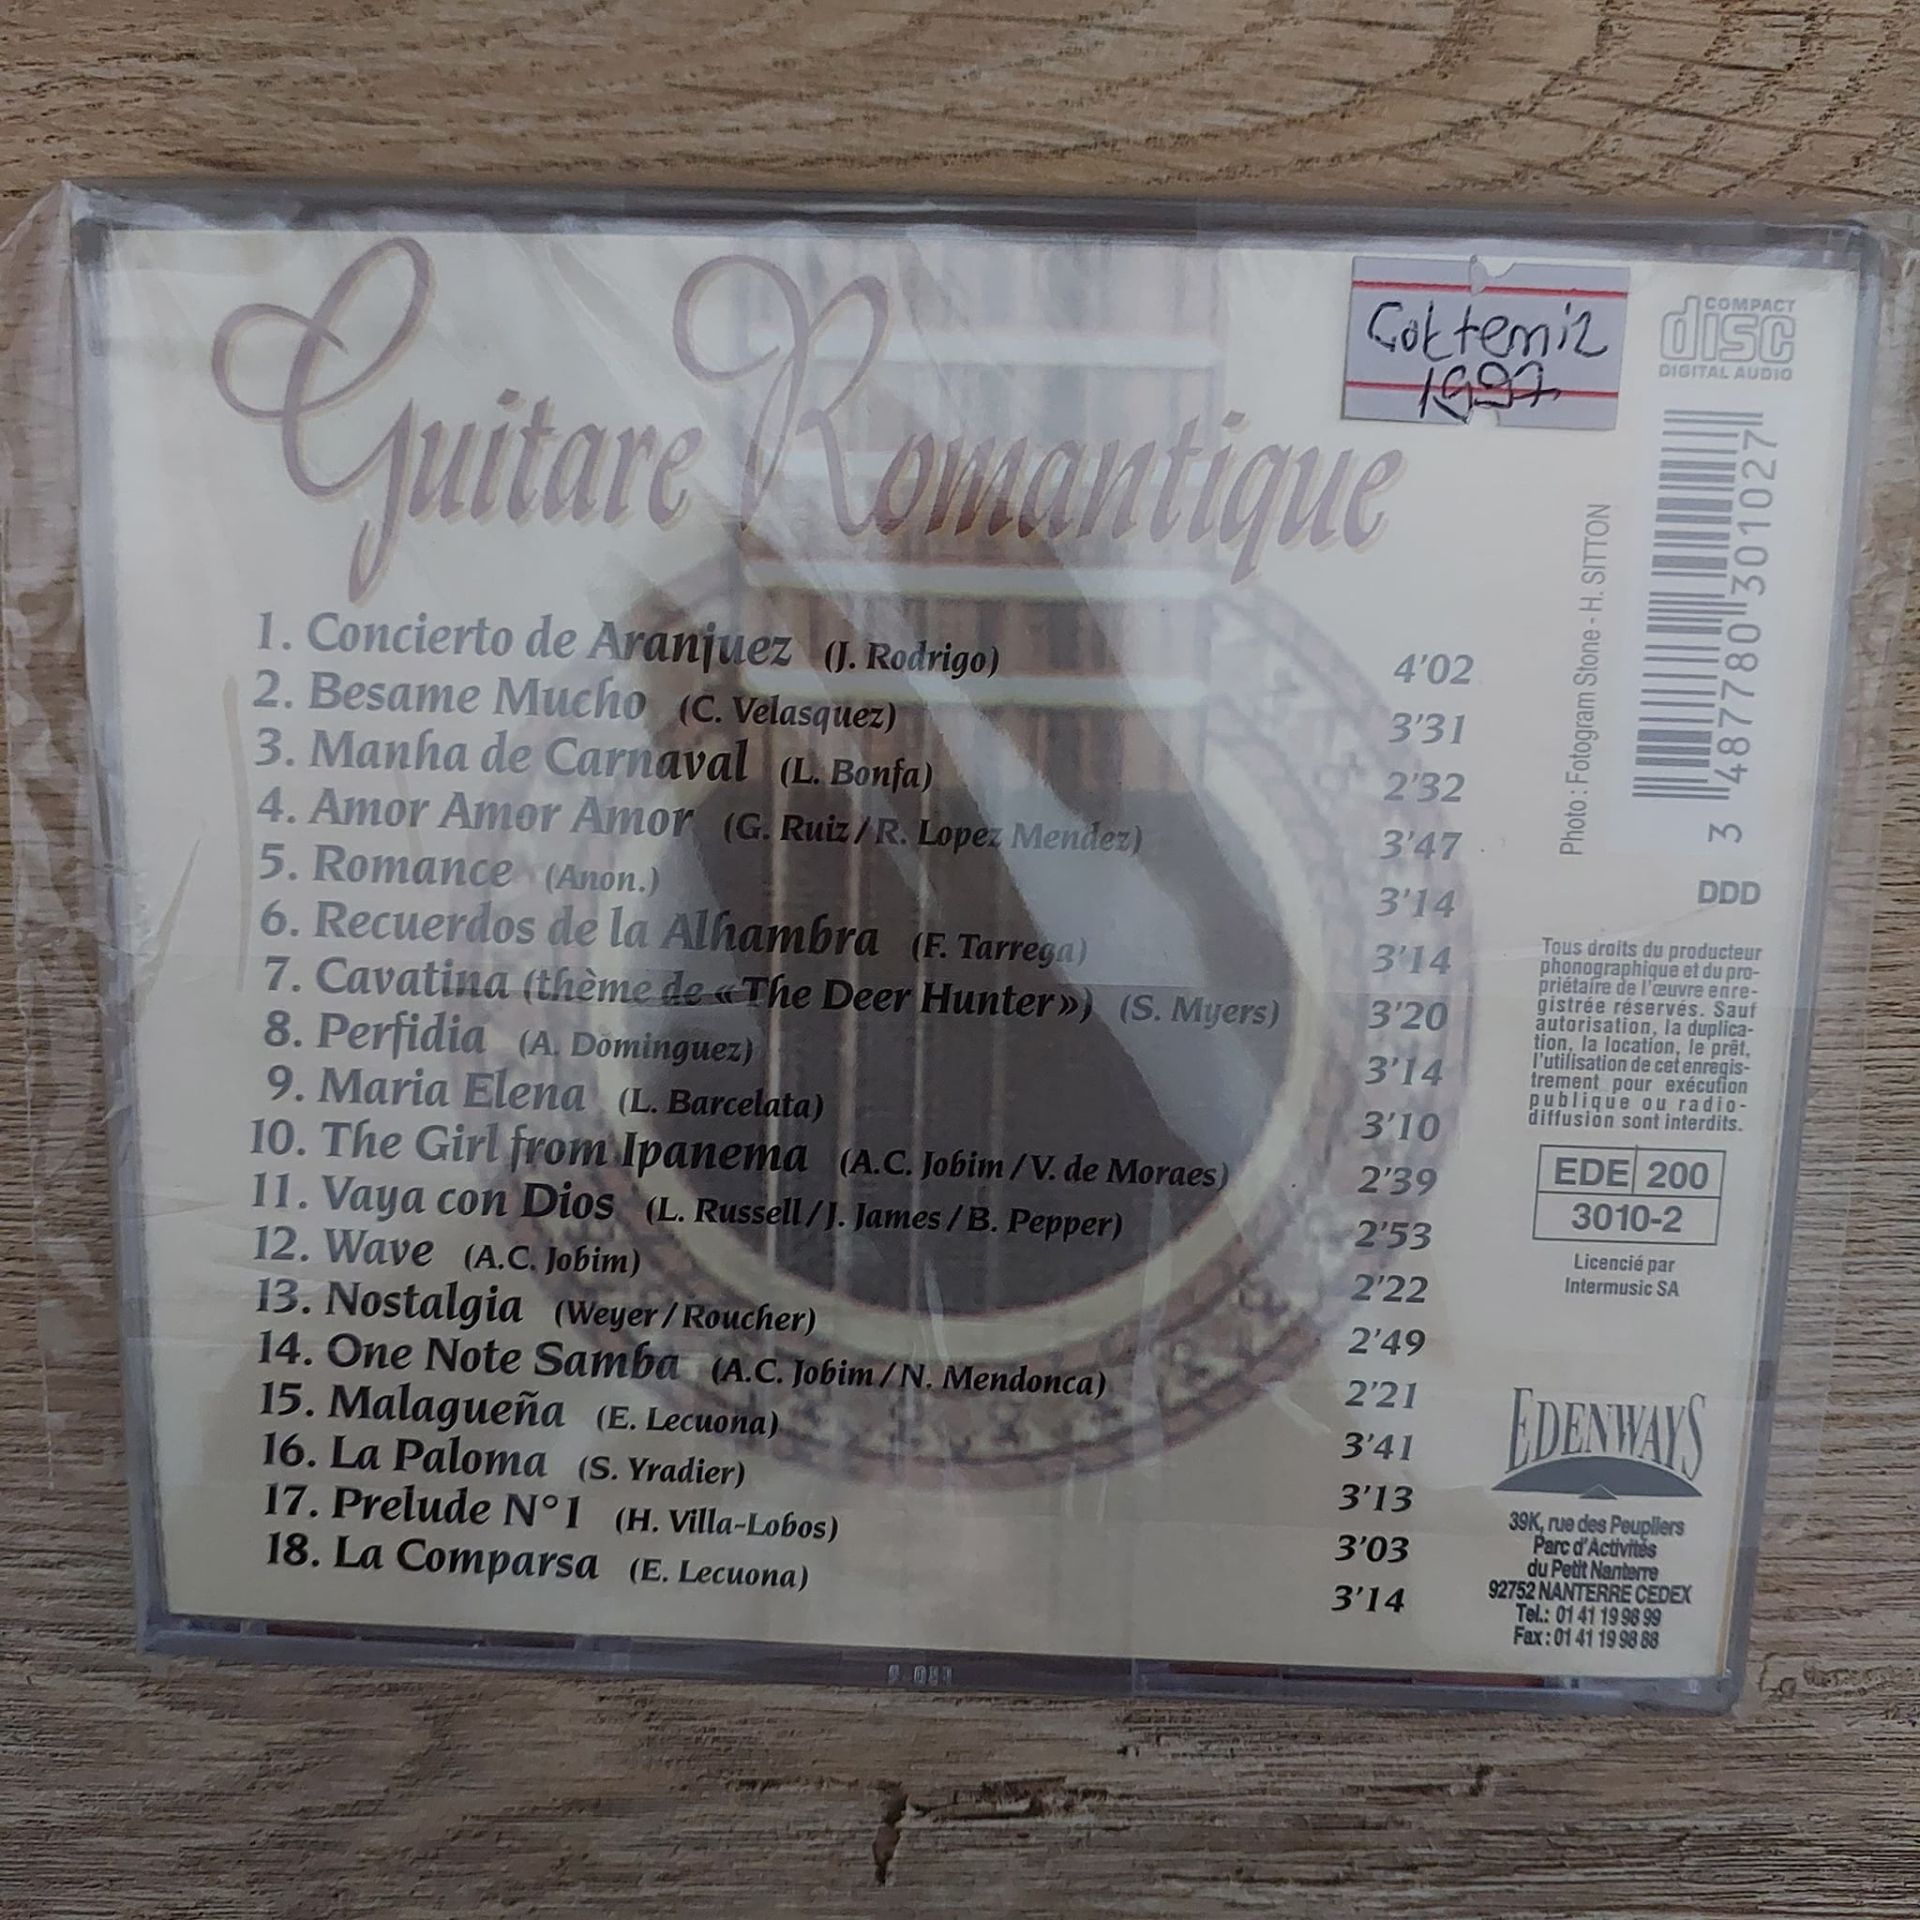 Guitare Romantique
1. Concierto de Aranjuez (J. Rodrigo) 4'02
2. Besame Mucho (C. Velasquez) 3'31
3. Manha de Carnaval (L. Bonfa) 2'32
4. Amor Amor Amor (G. Ruiz / R. Lopez Mendez) 3'47
5. Romance (Anon.) 3'14
6. Recuerdos de la Alhambra (F. Tarrega) 3'14
7. Cavatina (thème de «The Deer Hunter») (S. Myers) 3'20
8. Perfidia (A. Dominguez) 3'14
9. Maria Elena (L. Barcelata) 3'10
10. The Girl from Ipanema (A.C. Jobim / V. de Moraes) 2'39
11. Vaya con Dios (L. Russell / J. James / B. Pepper) 2'53
12. Wave (A.C. Jobim) 2'22
13. Nostalgia (Weyer / Roucher) 2'49
14. One Note Samba (A.C. Jobim / N. Mendonca) 2'21
15. Malagueña (E. Lecuona) 3'41
16. La Paloma (S. Yradier) 3'13
17. Prelude N°1 (H. Villa-Lobos) 3'03
18. La Comparsa (E. Lecuona) 3'14
1997
COMPACT
disc
DIGITAL AUDIO
3 487780 301027
Photo : Fotogram Stone - H. SITTON
DDD
Tous droits du producteur
phonographique et du pro-
priétaire de l'œuvre enre-
gistrée réservés. Sauf
autorisation, la duplica-
tion, la location, le prêt,
l'utilisation de cet enregis-
trement pour exécution
publique ou radio-
diffusion sont interdits.
EDE 200
3010-2
Licencié par
Intermusic SA
EDENWAYS
39K, rue des Peupliers
Parc d'Activités
du Petit Nanterre
92752 NANTERRE CEDEX
Tel.: 01 41 19 98 99
Fax : 01 41 19 98 88